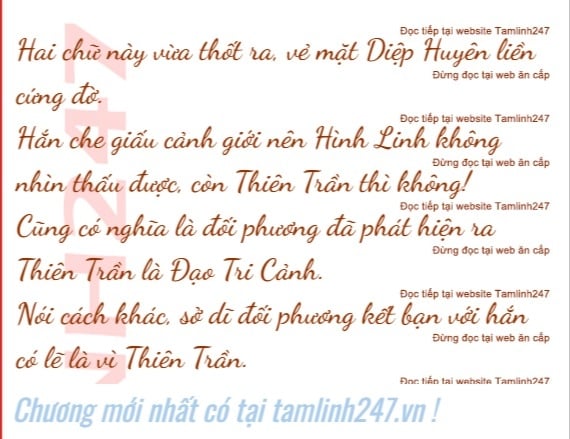 Đọc tiếp tại website Tamlinh247
Hai chữ này vừa thốt ra, vẻ mặt Diệp Huyên liền
Đừng đọc tại web ăn cắp
cứng đờ.
Đọc tiếp tại website Tamlinh247
Hắn che giấu cảnh giới nên Hình Linh không
Đừng đọc tại web ăn cắp
nhìn thấu được, còn Thiên Trần thì không!
Đọc tiếp tại website Tamlinh247
Cũng có nghĩa là đối phương đã phát hiện ra
Đừng đọc tại web ăn cắp
Thiên Trần là Đạo Tri Cảnh.
Đọc tiếp tại website Tamlinh247
Nói cách khác, sở dĩ đối phương kết bạn với hắn
Đừng đọc tại web ăn cắp
có lẽ là vì Thiên Trần.
Đọc tiếp tại website Tamlinh247
NH247
Chương mới nhất có tại tamlinh247.vn !